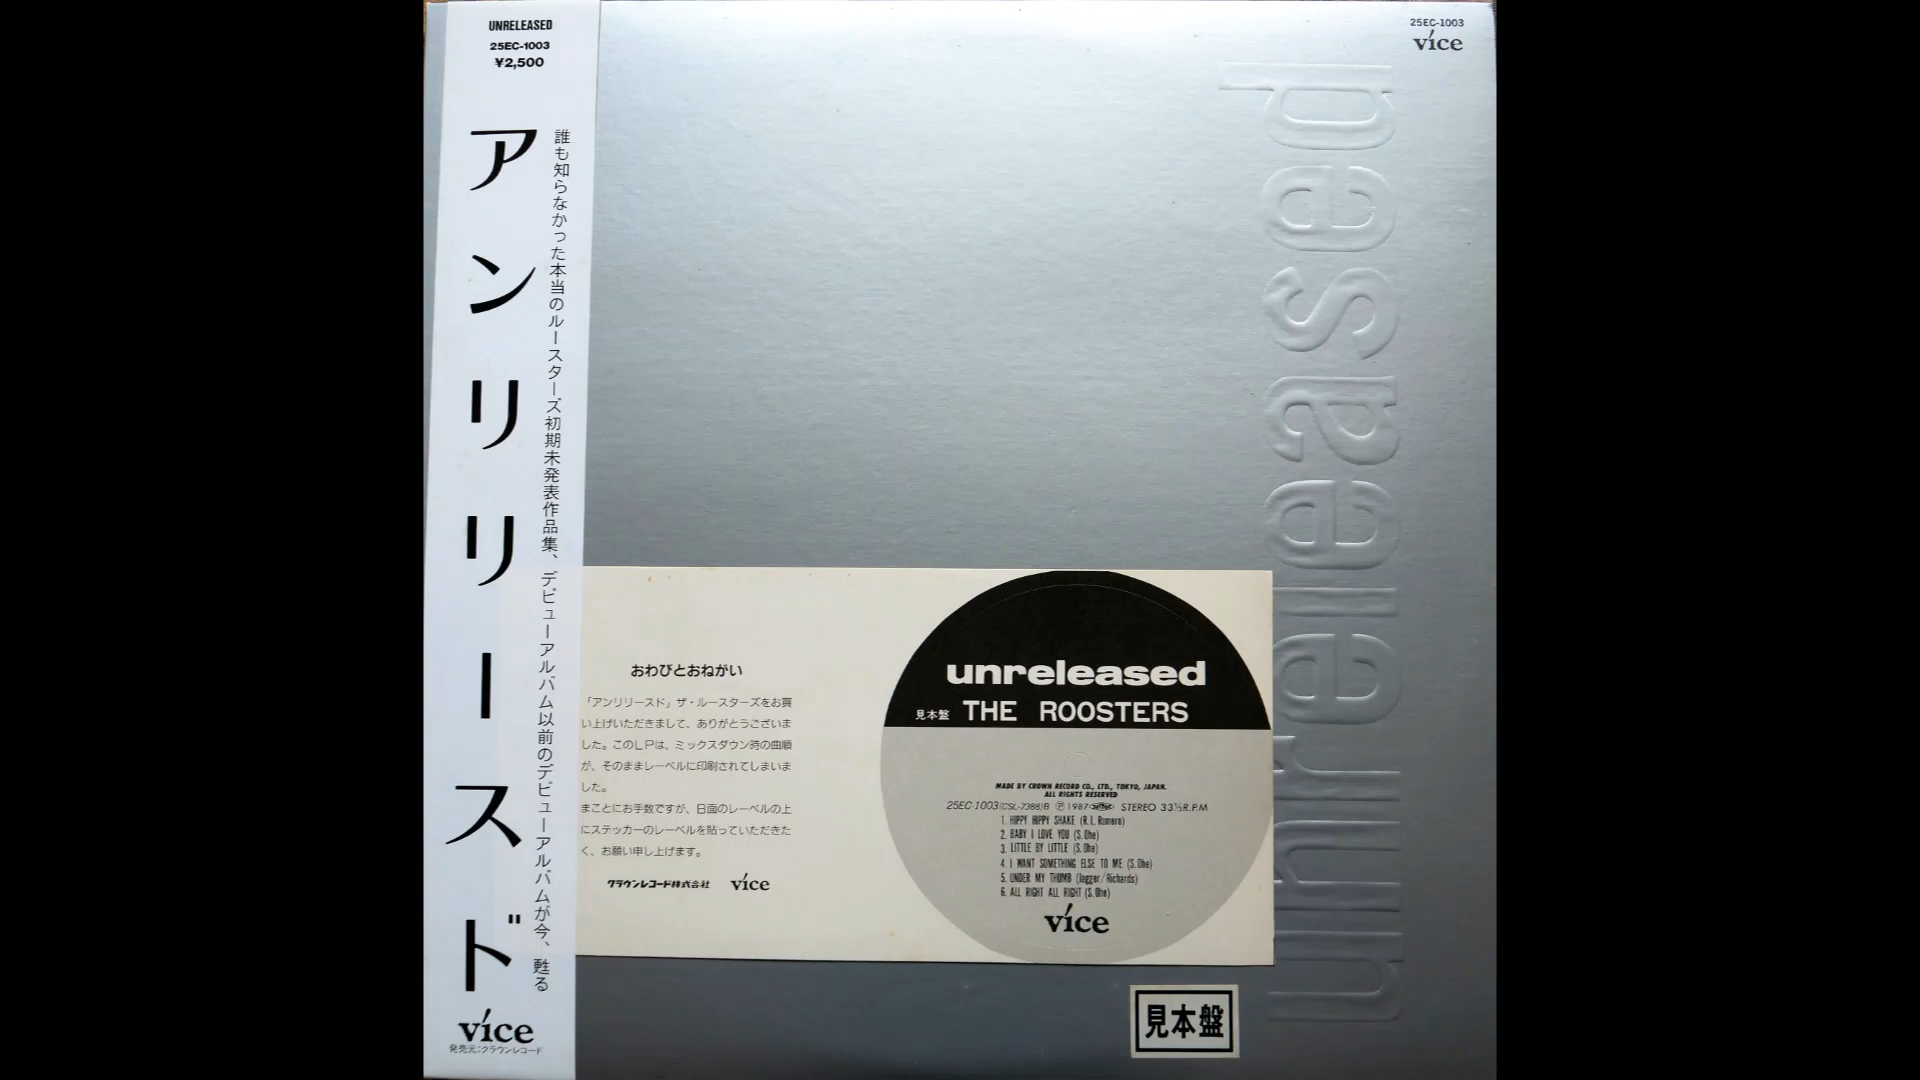 UNRELEASED
25EC-1003
¥2,500
アンリリースド
誰も知らなかった本当のルースターズ初期未発表作品集、デビューアルバム以前のデビューアルバムが今、甦る
vice
発売元:クラウンレコード
25EC-1003
vice
unreleased
おわびとおねがい
「アンリリースド」ザ・ルースターズをお買
い上げいただきまして、ありがとうございま
した。このLPは、ミックスダウン時の曲順
が、そのままレーベルに印刷されてしまいま
した。
まことにお手数ですが、B面のレーベルの上
にステッカーのレーベルを貼っていただきた
く、お願い申し上げます。
クラウンレコード株式会社 vice
unreleased
見本盤 THE ROOSTERS
MADE BY CROWN RECORD CO., LTD., TOKYO, JAPAN.
ALL RIGHTS RESERVED
25EC-1003 (CSL-7388) B Ⓟ 1987 STEREO 33⅓ R.P.M
1. HIPPY HIPPY SHAKE (R.L. Romero)
2. BABY I LOVE YOU (S. Ohe)
3. LITTLE BY LITTLE (S. Ohe)
4. I WANT SOMETHING ELSE TO ME (S. Ohe)
5. UNDER MY THUMB (Jagger/Richards)
6. ALL RIGHT ALL RIGHT (S. Ohe)
vice
見本盤